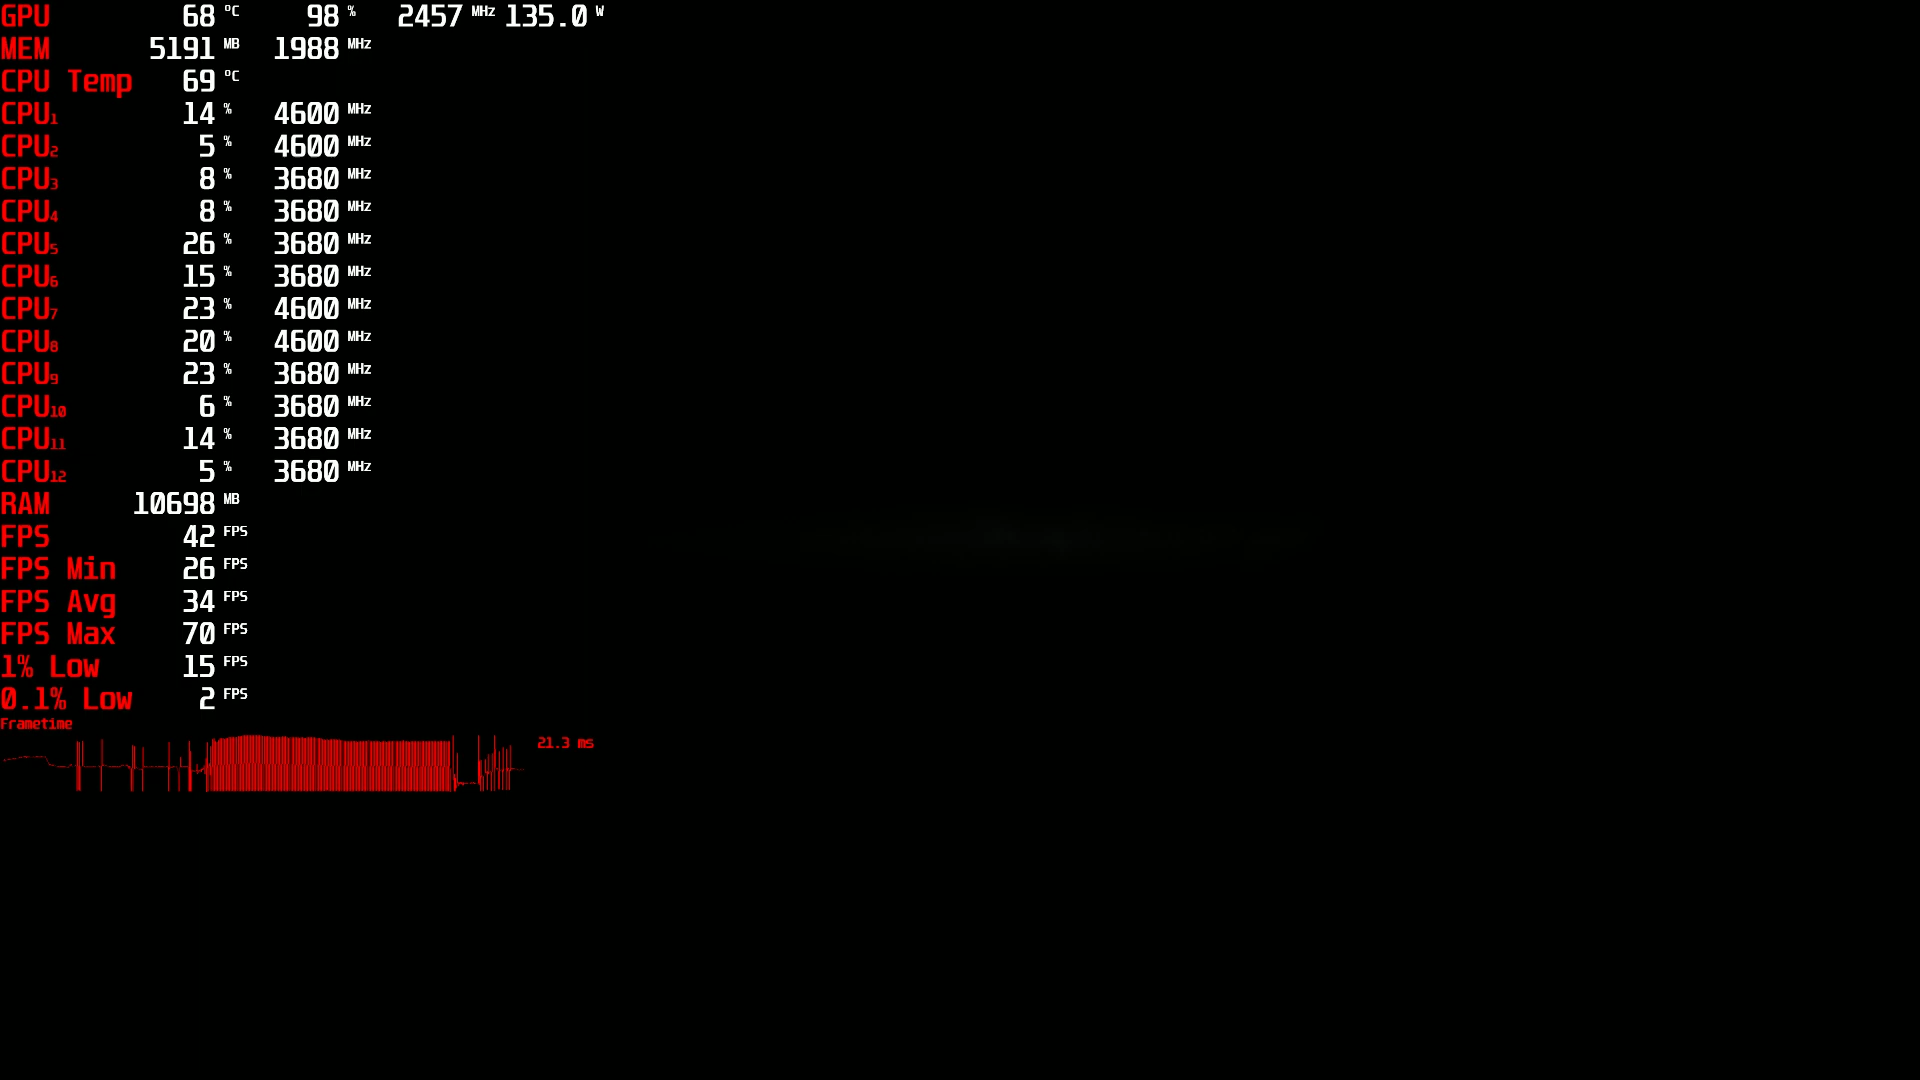 GPU 68 °C 98 % 2457 MHz 135.0 W
MEM 5191 MB 1988 MHz
CPU Temp 69 °C
CPU1 14 % 4600 MHz
CPU2 5 % 4600 MHz
CPU3 8 % 3680 MHz
CPU4 8 % 3680 MHz
CPU5 26 % 3680 MHz
CPU6 15 % 3680 MHz
CPU7 23 % 4600 MHz
CPU8 20 % 4600 MHz
CPU9 23 % 3680 MHz
CPU10 6 % 3680 MHz
CPU11 14 % 3680 MHz
CPU12 5 % 3680 MHz
RAM 10698 MB
FPS 42 FPS
FPS Min 26 FPS
FPS Avg 34 FPS
FPS Max 70 FPS
1% Low 15 FPS
0.1% Low 2 FPS
Frametime
21.3 ms